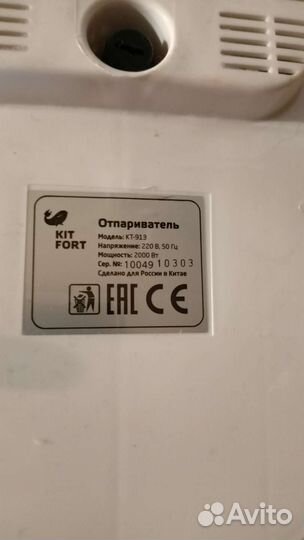 KIT
FORT
Отпариватель
Модель: KT-913
Напряжение: 220 В, 50 Гц
Мощность: 2000 Вт
Сер. №: 10049 10303
Сделано для России в Китае
EAC CE
Avito